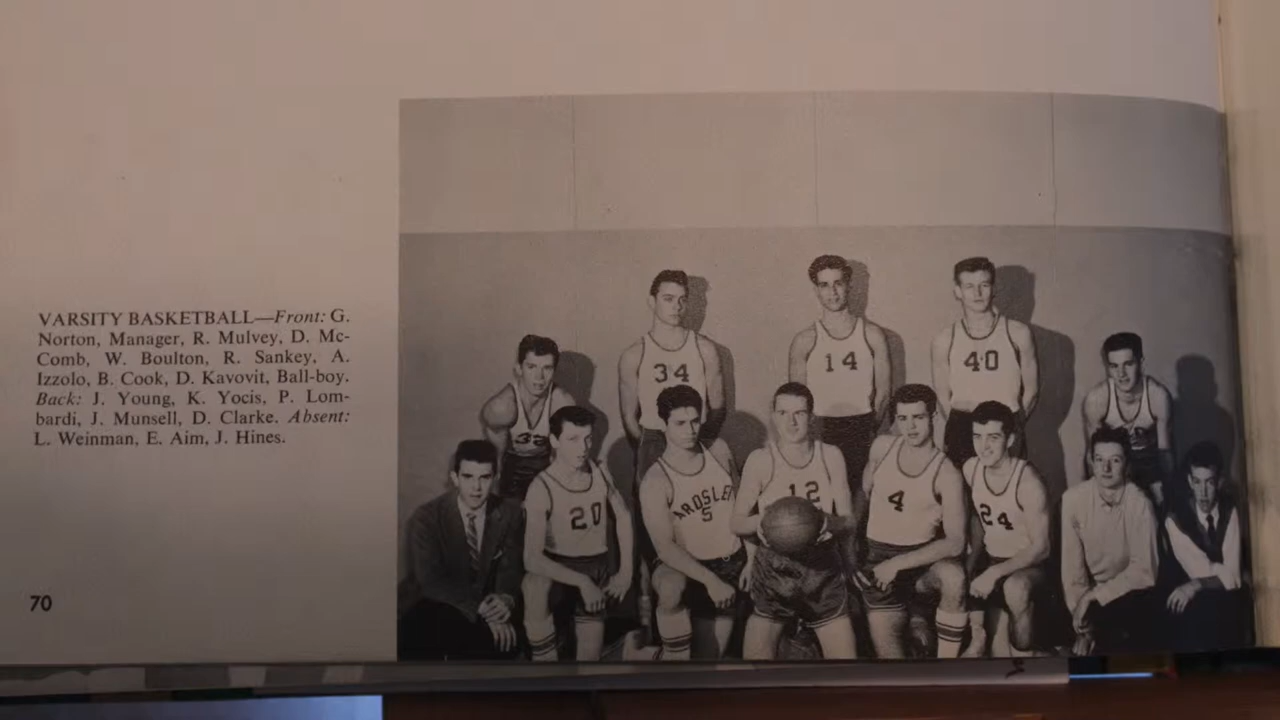 VARSITY BASKETBALL—Front: G.
Norton, Manager, R. Mulvey, D. Mc-
Comb, W. Boulton, R. Sankey, A.
Izzolo, B. Cook, D. Kavovit, Ball-boy.
Back: J. Young, K. Yocis, P. Lom-
bardi, J. Munsell, D. Clarke. Absent:
L. Weinman, E. Aim, J. Hines.
70
34
14
40
32
20
ARDSLEY
5
12
4
24